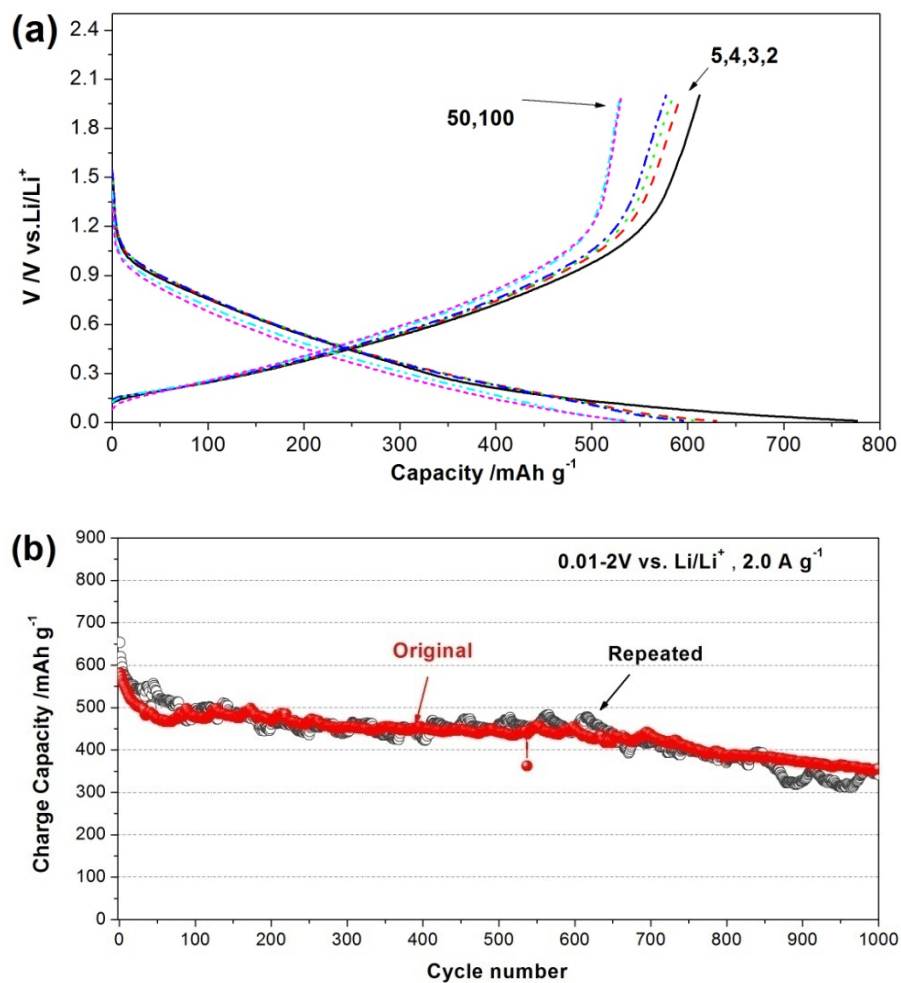 (a)
2.4
2.1
1.8
1.5
1.2
0.9
0.6
0.3
0.0
V /V vs.Li/Li⁺
5,4,3,2
50,100
0 100 200 300 400 500 600 700 800
Capacity /mAh g⁻¹
(b)
900
800
700
600
500
400
300
200
100
0
Charge Capacity /mAh g⁻¹
0.01-2V vs. Li/Li⁺ , 2.0 A g⁻¹
Original
Repeated
0 100 200 300 400 500 600 700 800 900 1000
Cycle number